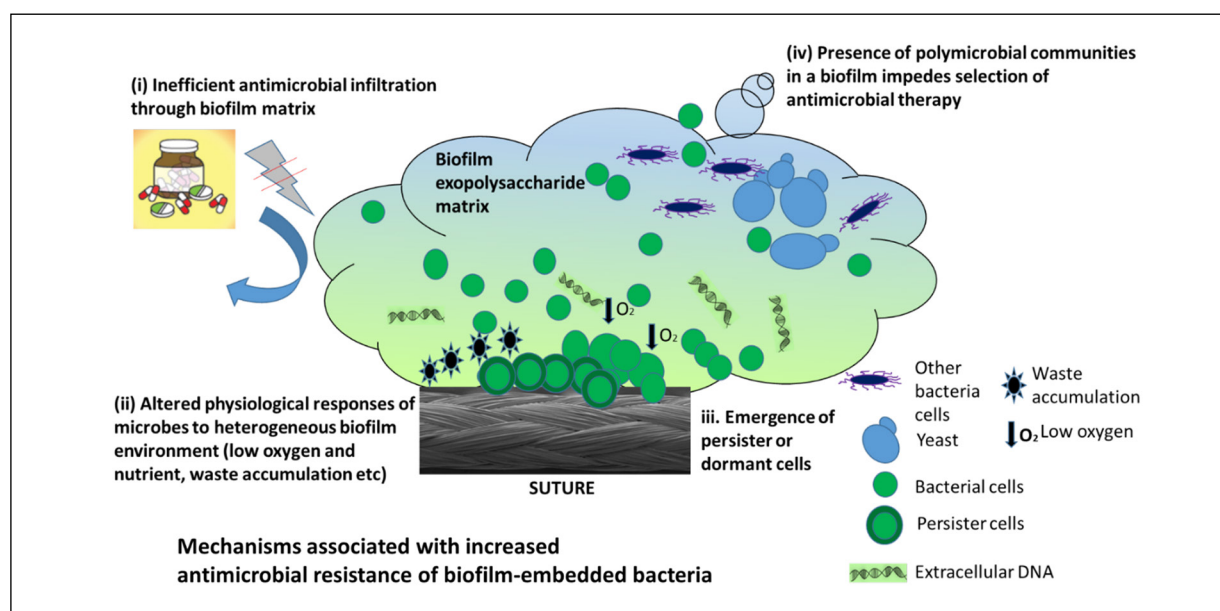 (i) Inefficient antimicrobial infiltration
through biofilm matrix
(iv) Presence of polymicrobial communities
in a biofilm impedes selection of
antimicrobial therapy
Biofilm
exopolysaccharide
matrix
O₂
O₂
(ii) Altered physiological responses of
microbes to heterogeneous biofilm
environment (low oxygen and
nutrient, waste accumulation etc)
iii. Emergence of
persister or
dormant cells
SUTURE
Other
bacteria
cells
Waste
accumulation
Yeast
O₂ Low oxygen
Bacterial cells
Persister cells
Extracellular DNA
Mechanisms associated with increased
antimicrobial resistance of biofilm-embedded bacteria